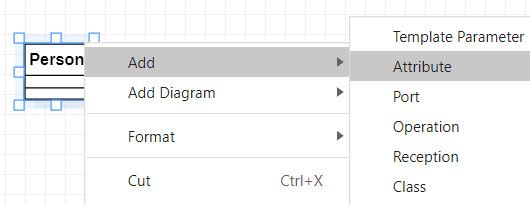 Person
Add
Add Diagram
Format
Cut Ctrl+X
Template Parameter
Attribute
Port
Operation
Reception
Class